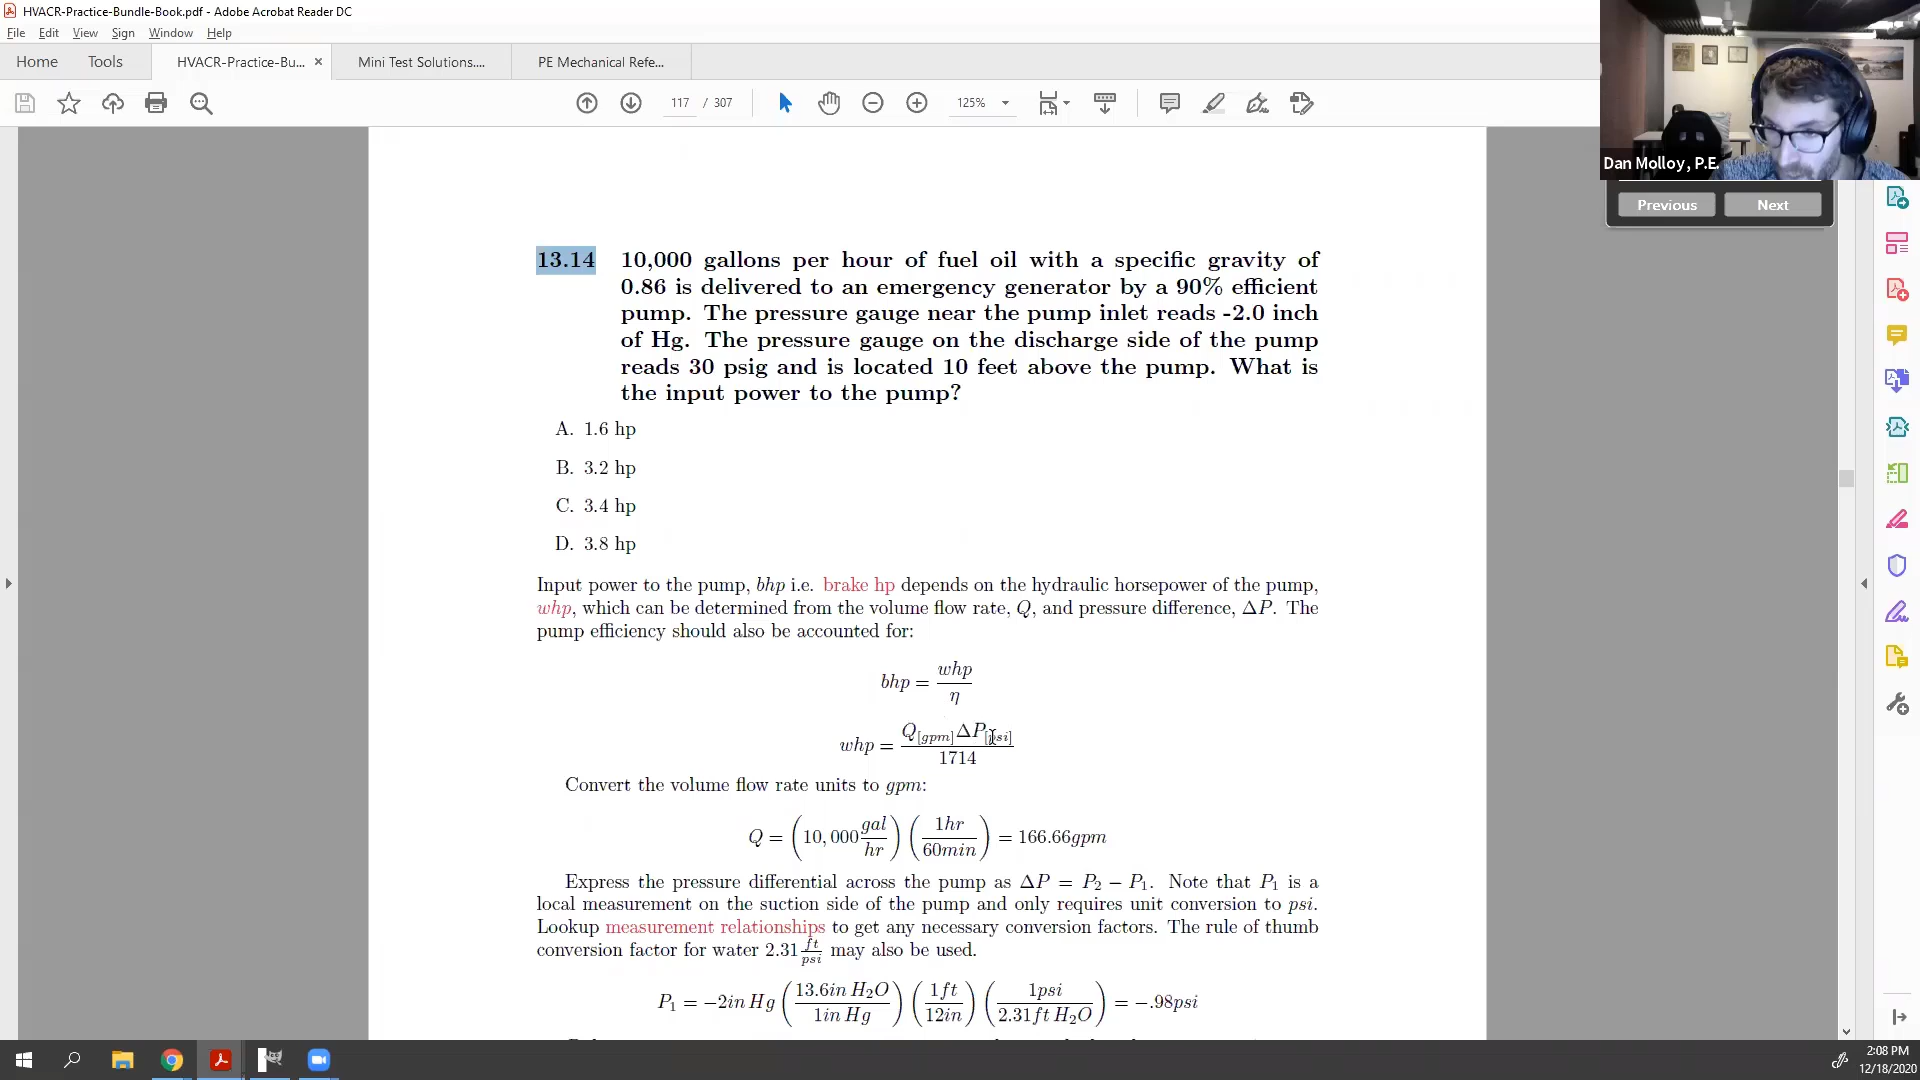 HVACR-Practice-Bundle-Book.pdf - Adobe Acrobat Reader DC
File Edit View Sign Window Help
Home Tools HVACR-Practice-Bu... × Mini Test Solutions.... PE Mechanical Refe...
117 / 307 125%
Dan Molloy, P.E.
Previous Next
13.14 10,000 gallons per hour of fuel oil with a specific gravity of
0.86 is delivered to an emergency generator by a 90% efficient
pump. The pressure gauge near the pump inlet reads -2.0 inch
of Hg. The pressure gauge on the discharge side of the pump
reads 30 psig and is located 10 feet above the pump. What is
the input power to the pump?
A. 1.6 hp
B. 3.2 hp
C. 3.4 hp
D. 3.8 hp
Input power to the pump, bhp i.e. brake hp depends on the hydraulic horsepower of the pump,
whp, which can be determined from the volume flow rate, Q, and pressure difference, ΔP. The
pump efficiency should also be accounted for:
bhp = whp / η
whp = Q[gpm] ΔP[psi] / 1714
Convert the volume flow rate units to gpm:
Q = (10,000 gal/hr) (1hr/60min) = 166.66gpm
Express the pressure differential across the pump as ΔP = P₂ − P₁. Note that P₁ is a
local measurement on the suction side of the pump and only requires unit conversion to psi.
Lookup measurement relationships to get any necessary conversion factors. The rule of thumb
conversion factor for water 2.31 ft/psi may also be used.
P₁ = −2in Hg (13.6in H₂O / 1in Hg) (1ft / 12in) (1psi / 2.31ft H₂O) = −.98psi
2:08 PM
12/18/2020